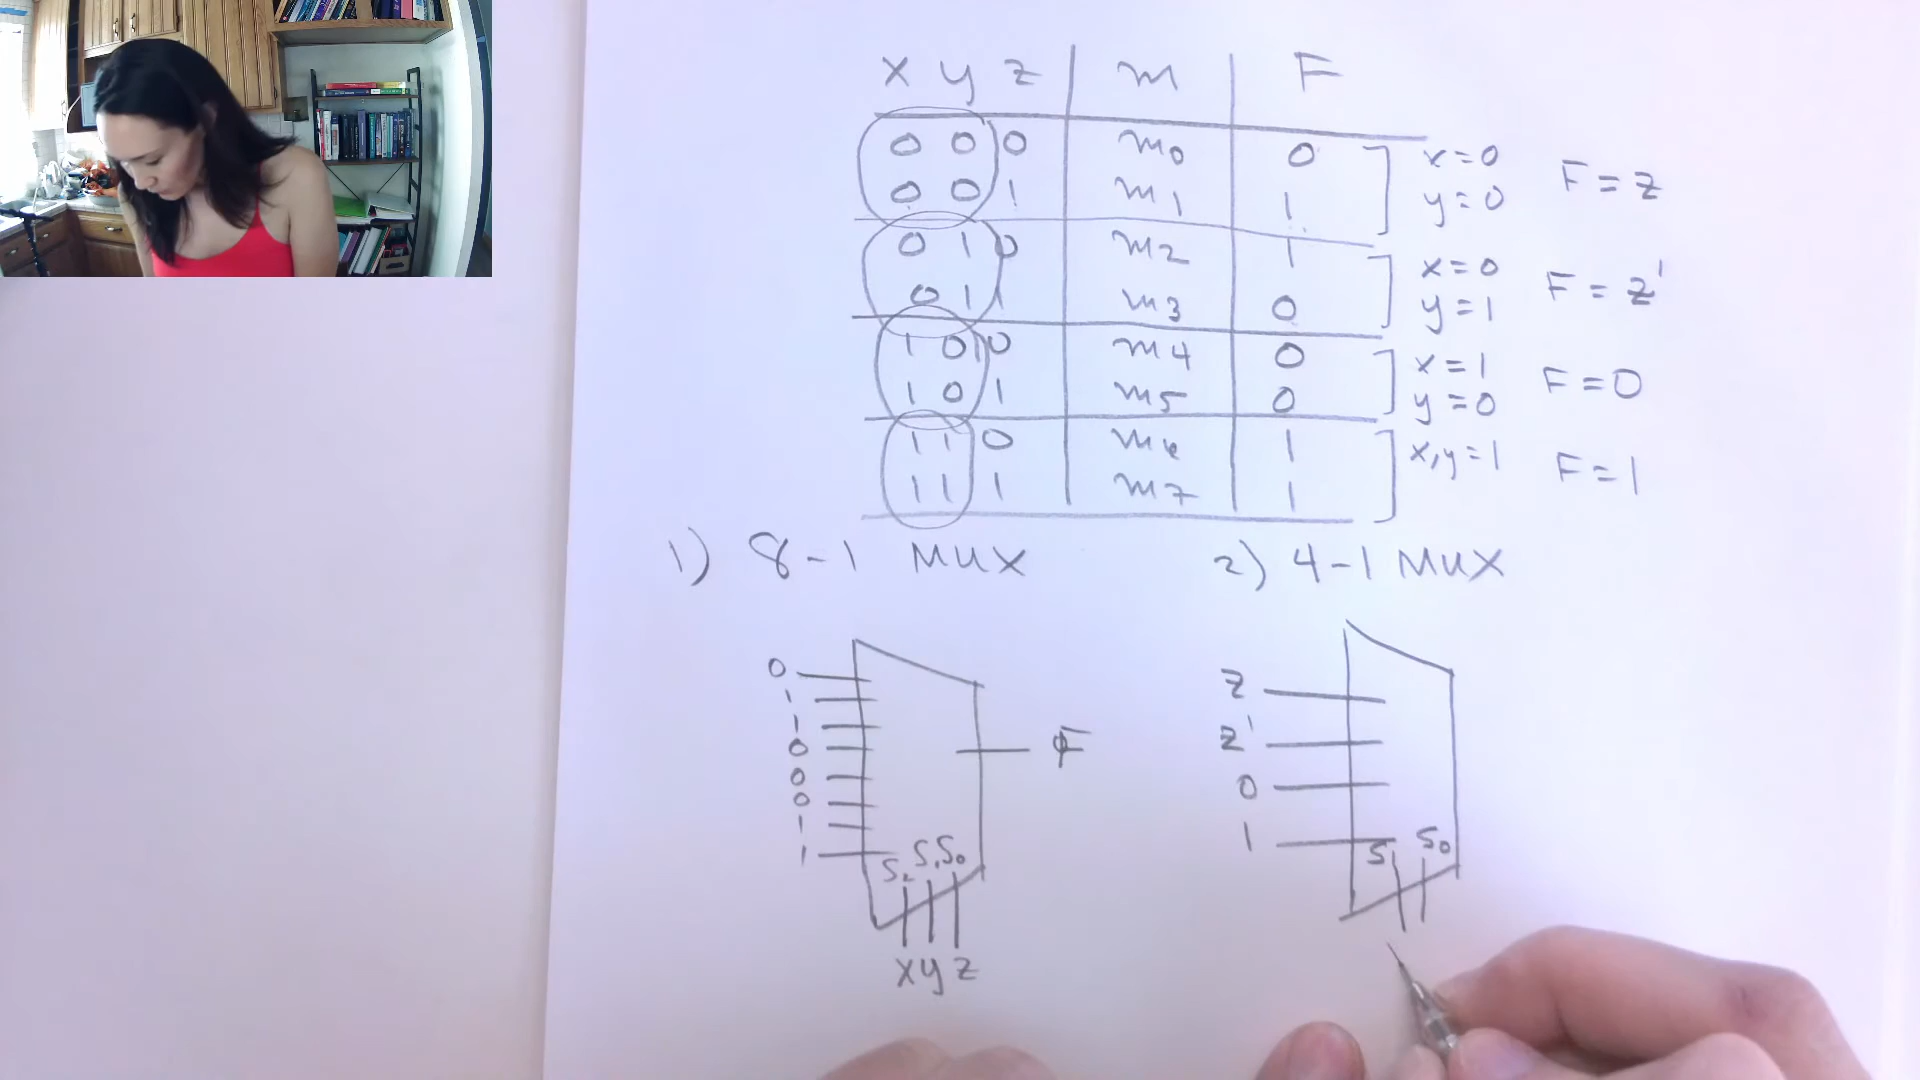 x y z m F
0 0 0 m0 0
0 0 1 m1 1
x=0
y=0
F=z
0 1 0 m2 1
0 1 1 m3 0
x=0
y=1
F=z'
1 0 0 m4 0
1 0 1 m5 0
x=1
y=0
F=0
1 1 0 m6 1
1 1 1 m7 1
x,y=1
F=1
1) 8-1 MUX
0
1
1
0
0
0
1
1
F
S2 S1 S0
x y z
2) 4-1 MUX
z
z'
0
1
S1 S0